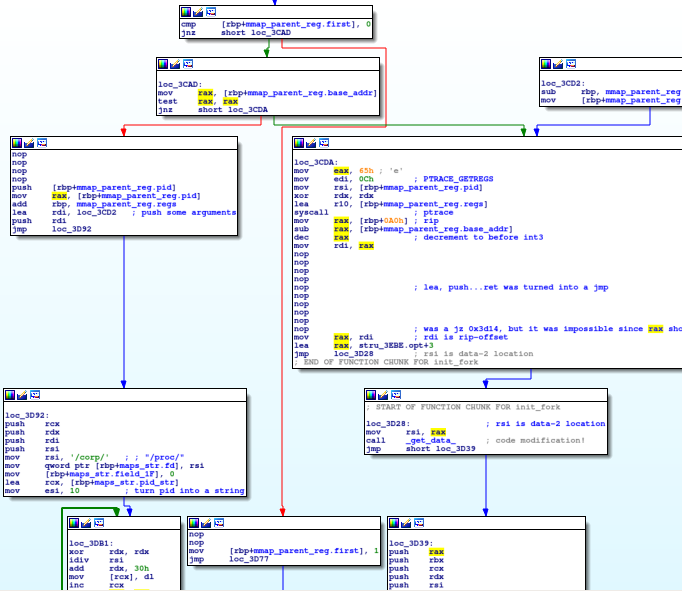 cmp [rbp+mmap_parent_reg.first], 0
jnz short loc_3CAD
loc_3CAD:
mov rax, [rbp+mmap_parent_reg.base_addr]
test rax, rax
jnz short loc_3CDA
loc_3CD2:
sub rbp, mmap_parent_reg
mov [rbp+mmap_parent_reg
nop
nop
nop
nop
push [rbp+mmap_parent_reg.pid]
mov rax, [rbp+mmap_parent_reg.pid]
add rbp, mmap_parent_reg.regs
lea rdi, loc_3CD2 ; push some arguments
push rdi
jmp loc_3D92
loc_3CDA:
mov eax, 65h ; 'e'
mov edi, 0Ch ; PTRACE_GETREGS
mov rsi, [rbp+mmap_parent_reg.pid]
xor rdx, rdx
lea r10, [rbp+mmap_parent_reg.regs]
syscall ; ptrace
mov rax, [rbp+0A0h] ; rip
sub rax, [rbp+mmap_parent_reg.base_addr]
dec rax ; decrement to before int3
mov rdi, rax
nop
nop
nop
nop
nop ; lea, push...ret was turned into a jmp
nop
nop
nop
nop
nop ; was a jz 0x3d14, but it was impossible since rax sho
mov rax, rdi ; rdi is rip-offset
lea rax, stru_3EBE.opt+3
jmp loc_3D28 ; rsi is data-2 location
; END OF FUNCTION CHUNK FOR init_fork
loc_3D92:
push rcx
push rdx
push rdi
push rsi
mov rsi, '/corp/' ; ; "/proc/"
mov qword ptr [rbp+maps_str.fd], rsi
mov [rbp+maps_str.field_1F], 0
lea rcx, [rbp+maps_str.pid_str]
mov esi, 10 ; turn pid into a string
; START OF FUNCTION CHUNK FOR init_fork
loc_3D28: ; rsi is data-2 location
mov rsi, rax
call _get_data_ ; code modification!
jmp short loc_3D39
loc_3DB1:
xor rdx, rdx
idiv rsi
add rdx, 30h
mov [rcx], dl
inc rcx
nop
nop
mov [rbp+mmap_parent_reg.first], 1
jmp loc_3D77
loc_3D39:
push rax
push rbx
push rcx
push rdx
push rsi